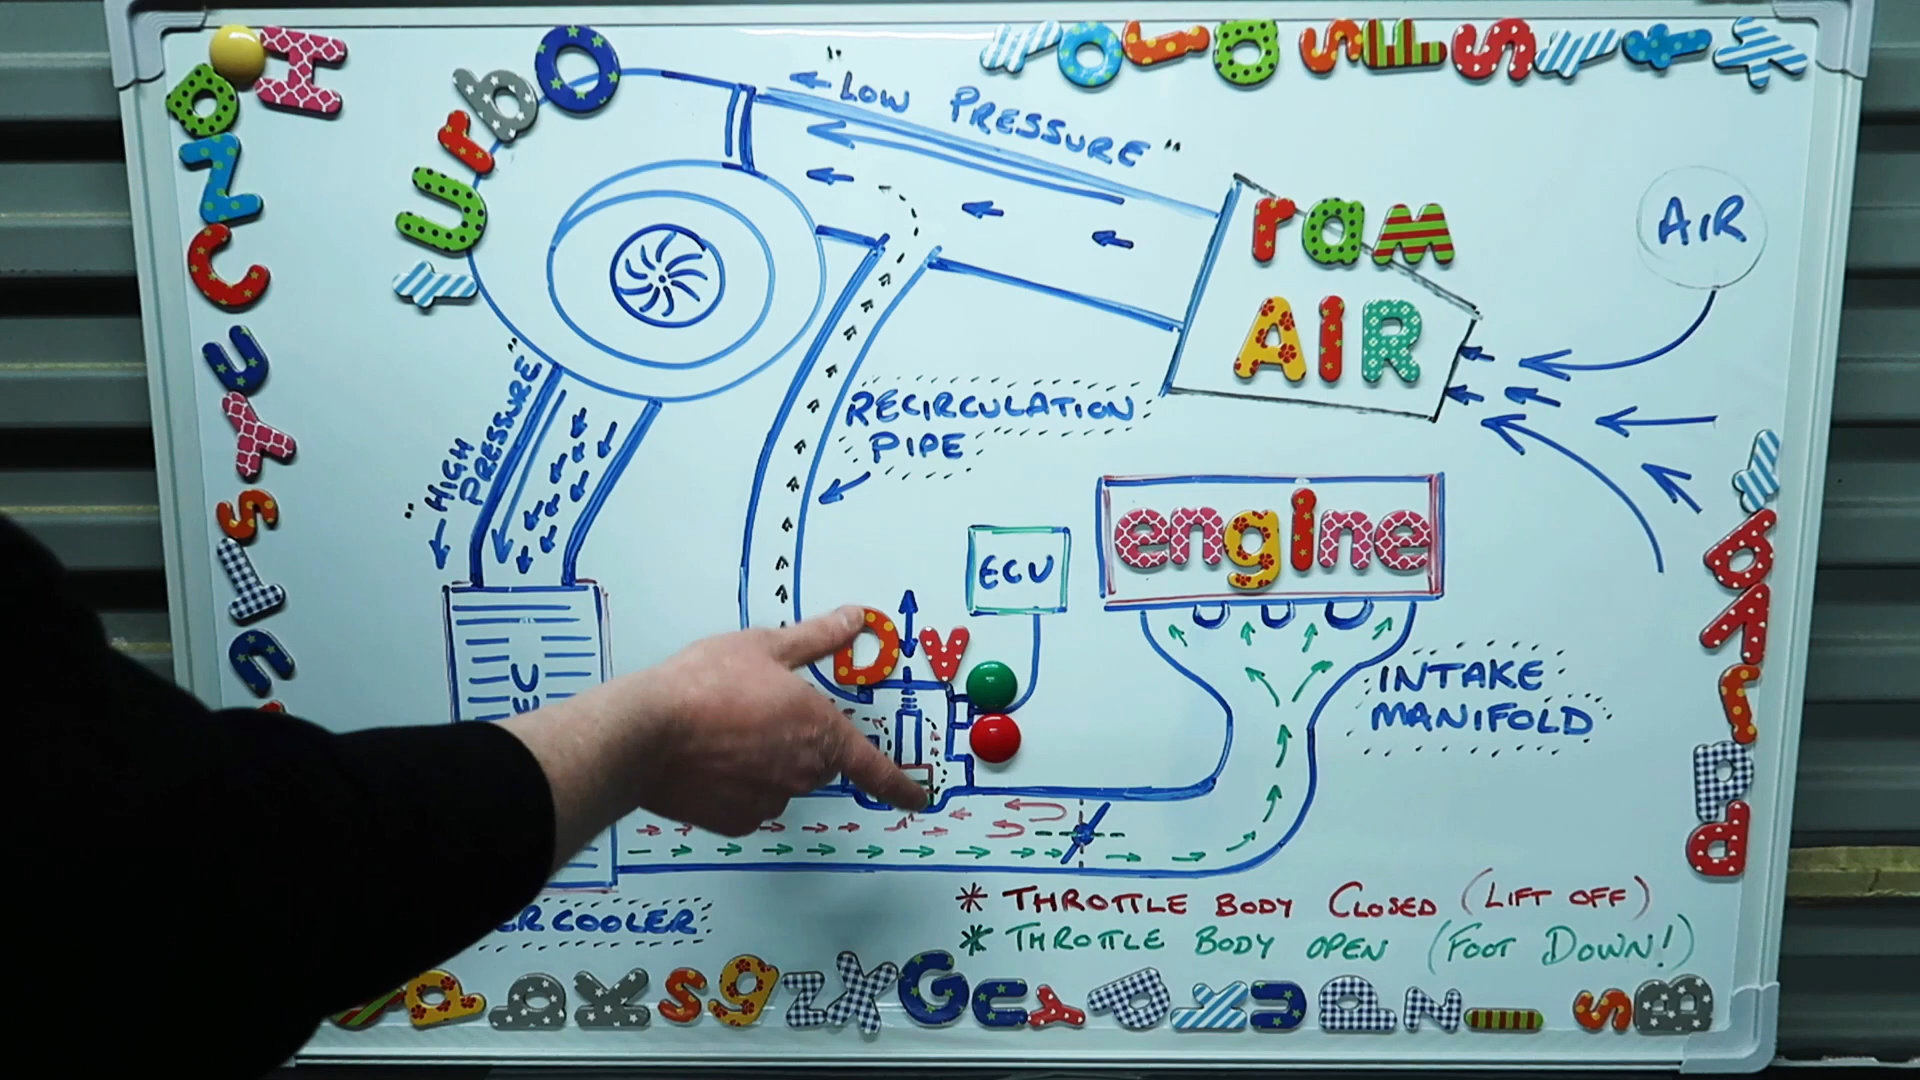 turbo
"LOW PRESSURE"
ram
AIR
AIR
"HIGH
PRESSURE"
RECIRCULATION
PIPE
ECU
engine
DV
INTAKE
MANIFOLD
ERCOOLER
* THROTTLE BODY CLOSED (LIFT OFF)
* THROTTLE BODY OPEN (FOOT DOWN!)